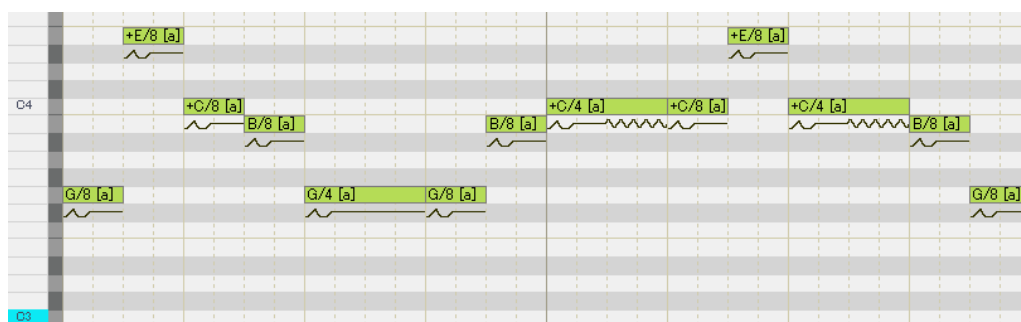 +E/8 [a] +E/8 [a]
C4 +C/8 [a] +C/4 [a] +C/8 [a] +C/4 [a]
B/8 [a] B/8 [a] B/8 [a]
G/8 [a] G/4 [a] G/8 [a] G/8 [a]
C3